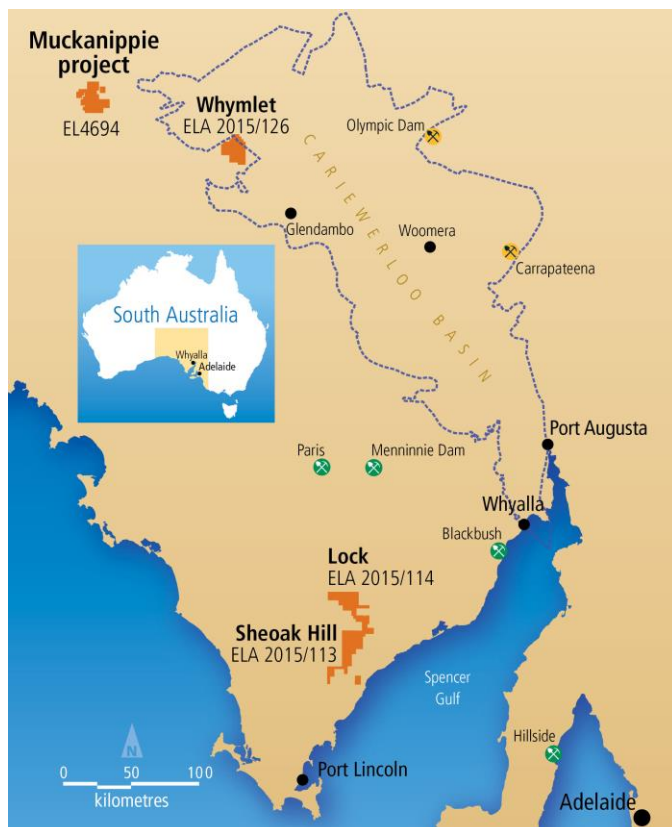 Muckanippie
project
EL4694
Whymlet
ELA 2015/126
Olympic Dam
CARIEWERLOO BASIN
Glendambo
Woomera
Carrapateena
South Australia
Whyalla
Adelaide
Port Augusta
Paris
Menninnie Dam
Whyalla
Blackbush
Lock
ELA 2015/114
Sheoak Hill
ELA 2015/113
Spencer
Gulf
Hillside
N
0 50 100
kilometres
Port Lincoln
Adelaide